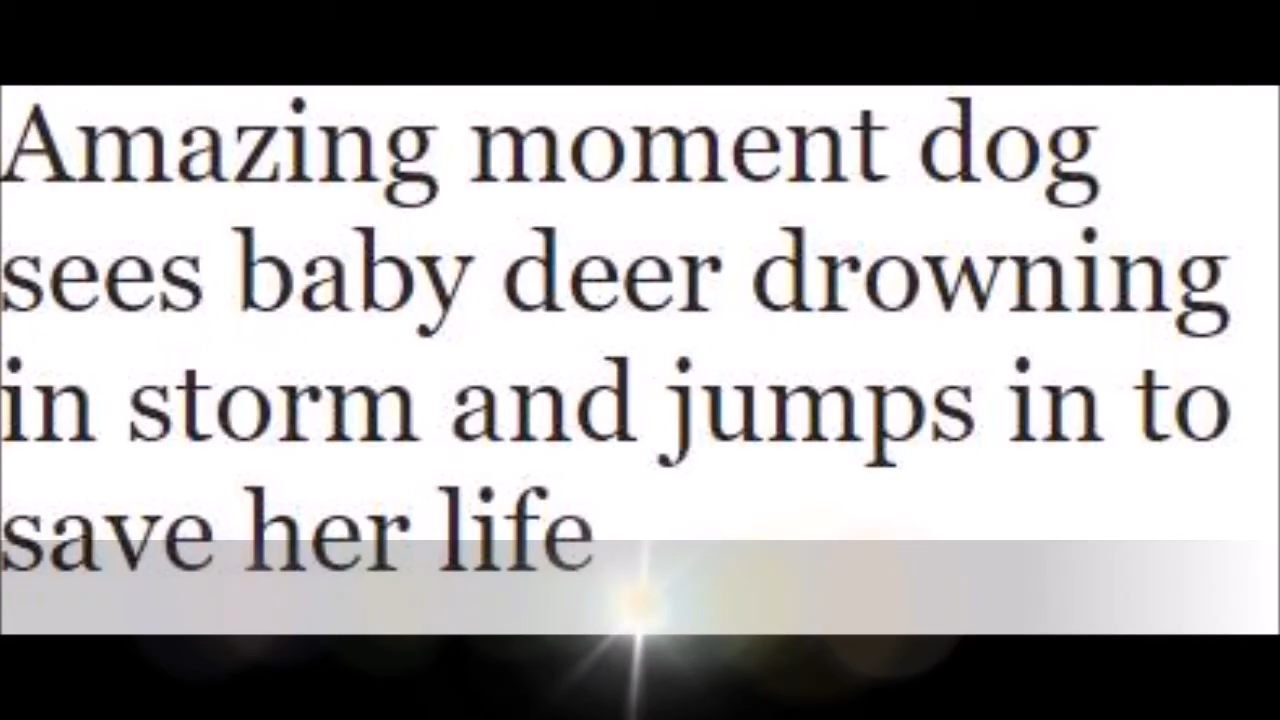 Amazing moment dog
sees baby deer drowning
in storm and jumps in to
save her life